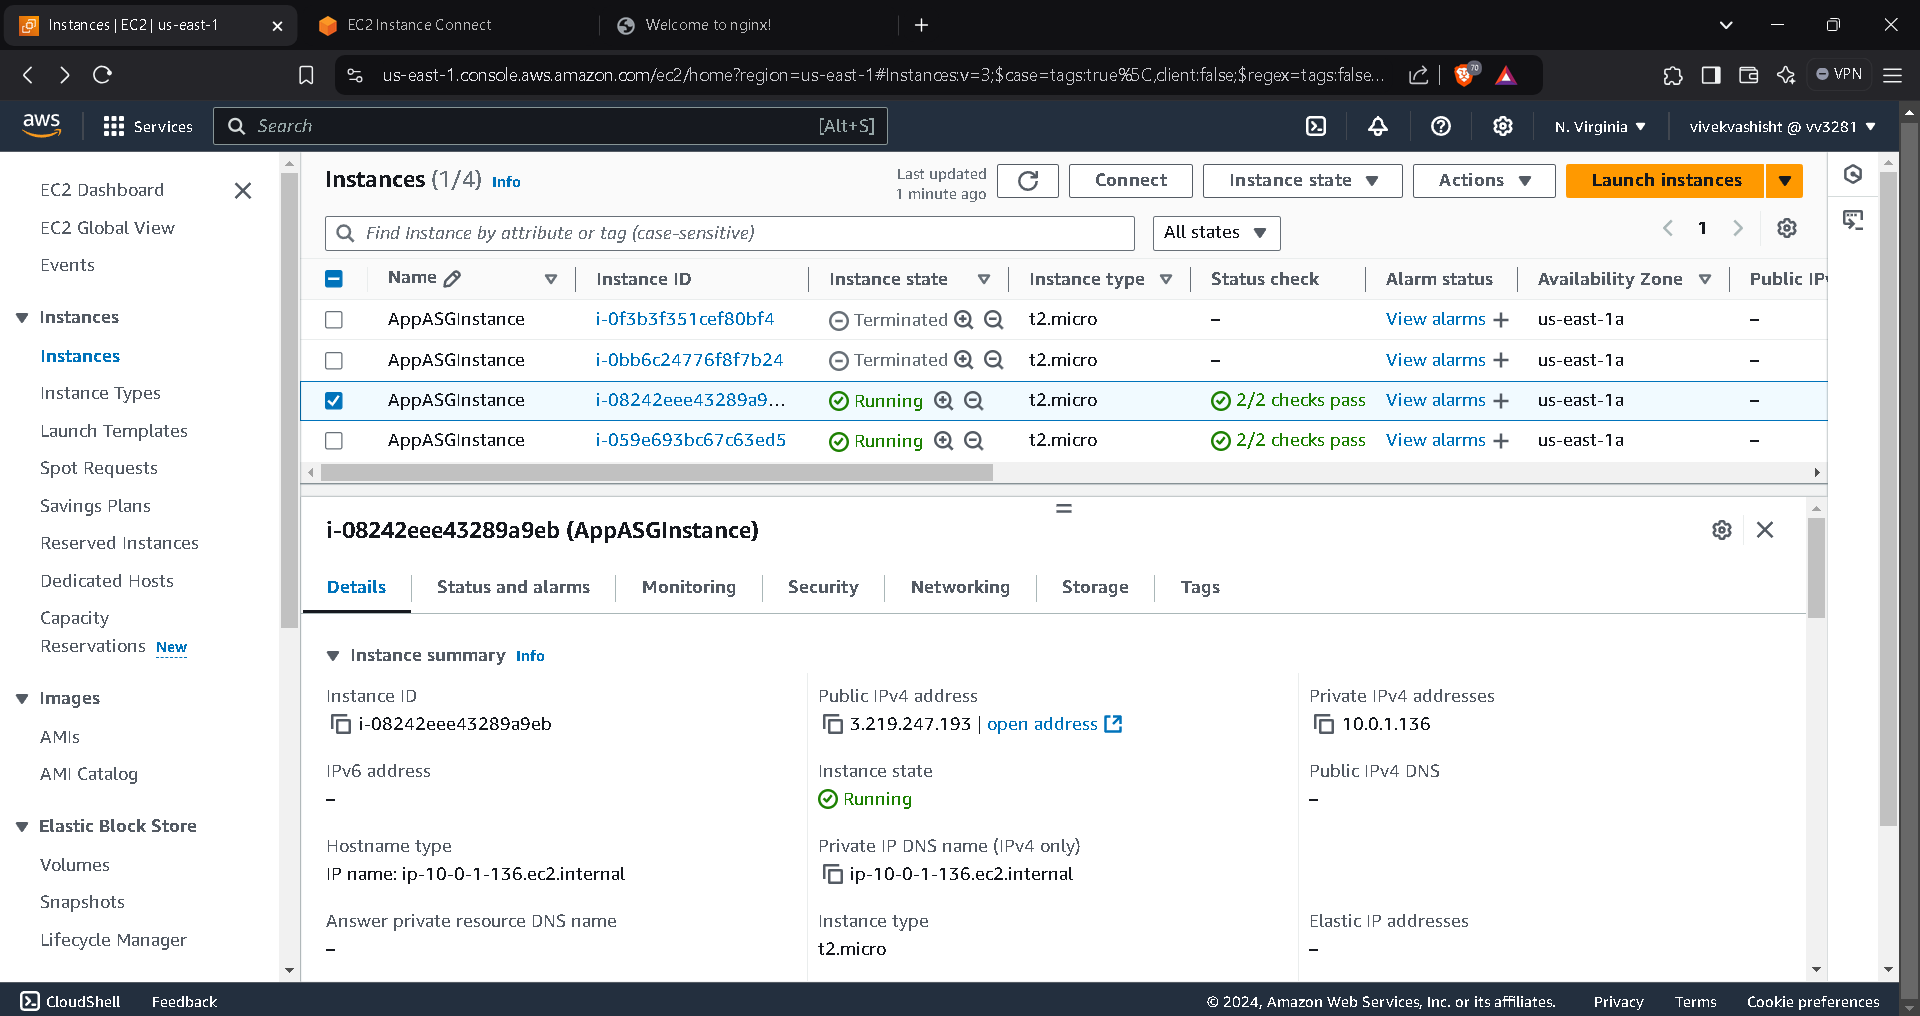 Instances | EC2 | us-east-1
EC2 Instance Connect
Welcome to nginx!
us-east-1.console.aws.amazon.com/ec2/home?region=us-east-1#Instances:v=3;$case=tags:true%5C,client:false;$regex=tags:false...
70
VPN
aws
Services
Search
[Alt+S]
N. Virginia
vivekvashisht @ vv3281
EC2 Dashboard
EC2 Global View
Events
Instances
Instances
Instance Types
Launch Templates
Spot Requests
Savings Plans
Reserved Instances
Dedicated Hosts
Capacity
Reservations New
Images
AMIs
AMI Catalog
Elastic Block Store
Volumes
Snapshots
Lifecycle Manager
Instances (1/4) Info
Last updated
1 minute ago
Connect
Instance state
Actions
Launch instances
Find Instance by attribute or tag (case-sensitive)
All states
1
Name Instance ID Instance state Instance type Status check Alarm status Availability Zone Public IPv
AppASGInstance i-0f3b3f351cef80bf4 Terminated t2.micro – View alarms us-east-1a –
AppASGInstance i-0bb6c24776f8f7b24 Terminated t2.micro – View alarms us-east-1a –
AppASGInstance i-08242eee43289a9... Running t2.micro 2/2 checks pass View alarms us-east-1a –
AppASGInstance i-059e693bc67c63ed5 Running t2.micro 2/2 checks pass View alarms us-east-1a –
i-08242eee43289a9eb (AppASGInstance)
Details Status and alarms Monitoring Security Networking Storage Tags
Instance summary Info
Instance ID
i-08242eee43289a9eb
Public IPv4 address
3.219.247.193 | open address
Private IPv4 addresses
10.0.1.136
IPv6 address
–
Instance state
Running
Public IPv4 DNS
–
Hostname type
IP name: ip-10-0-1-136.ec2.internal
Private IP DNS name (IPv4 only)
ip-10-0-1-136.ec2.internal
Answer private resource DNS name
–
Instance type
t2.micro
Elastic IP addresses
–
CloudShell
Feedback
© 2024, Amazon Web Services, Inc. or its affiliates.
Privacy
Terms
Cookie preferences